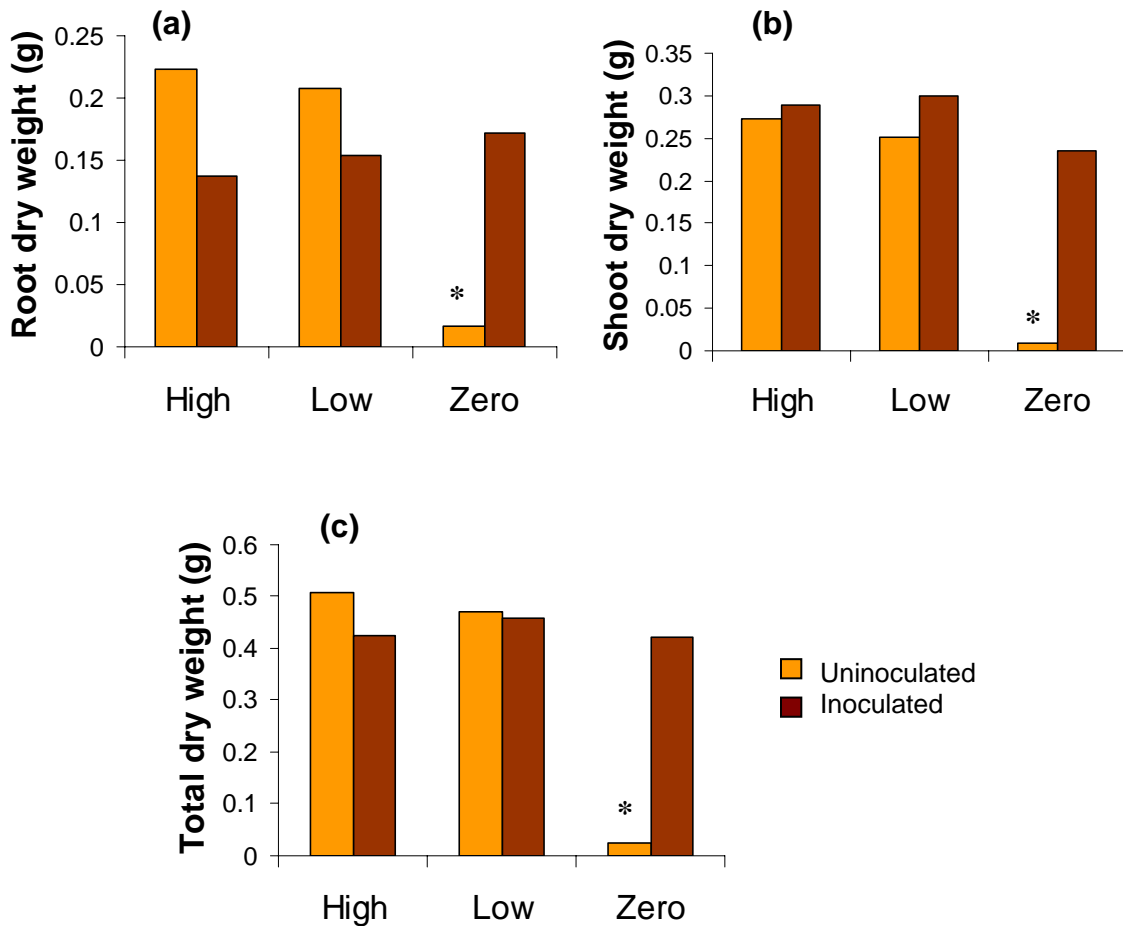 (a)
Root dry weight (g)
0.25
0.2
0.15
0.1
0.05
0
*
High Low Zero
(b)
Shoot dry weight (g)
0.35
0.3
0.25
0.2
0.15
0.1
0.05
0
*
High Low Zero
(c)
Total dry weight (g)
0.6
0.5
0.4
0.3
0.2
0.1
0
*
High Low Zero
Uninoculated
Inoculated